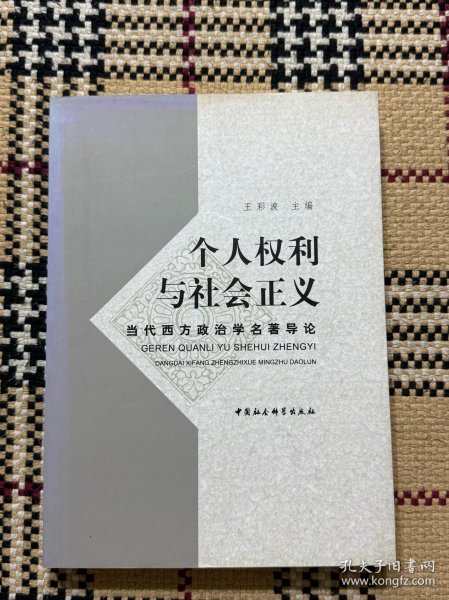 王彩波 主编
个人权利
与社会正义
当代西方政治学名著导论
GEREN QUANLI YU SHEHUI ZHENGYI
DANGDAI XIFANG ZHENGZHIXUE MINGZHU DAOLUN
中国社会科学出版社
孔夫子旧书网
www.kongfz.com